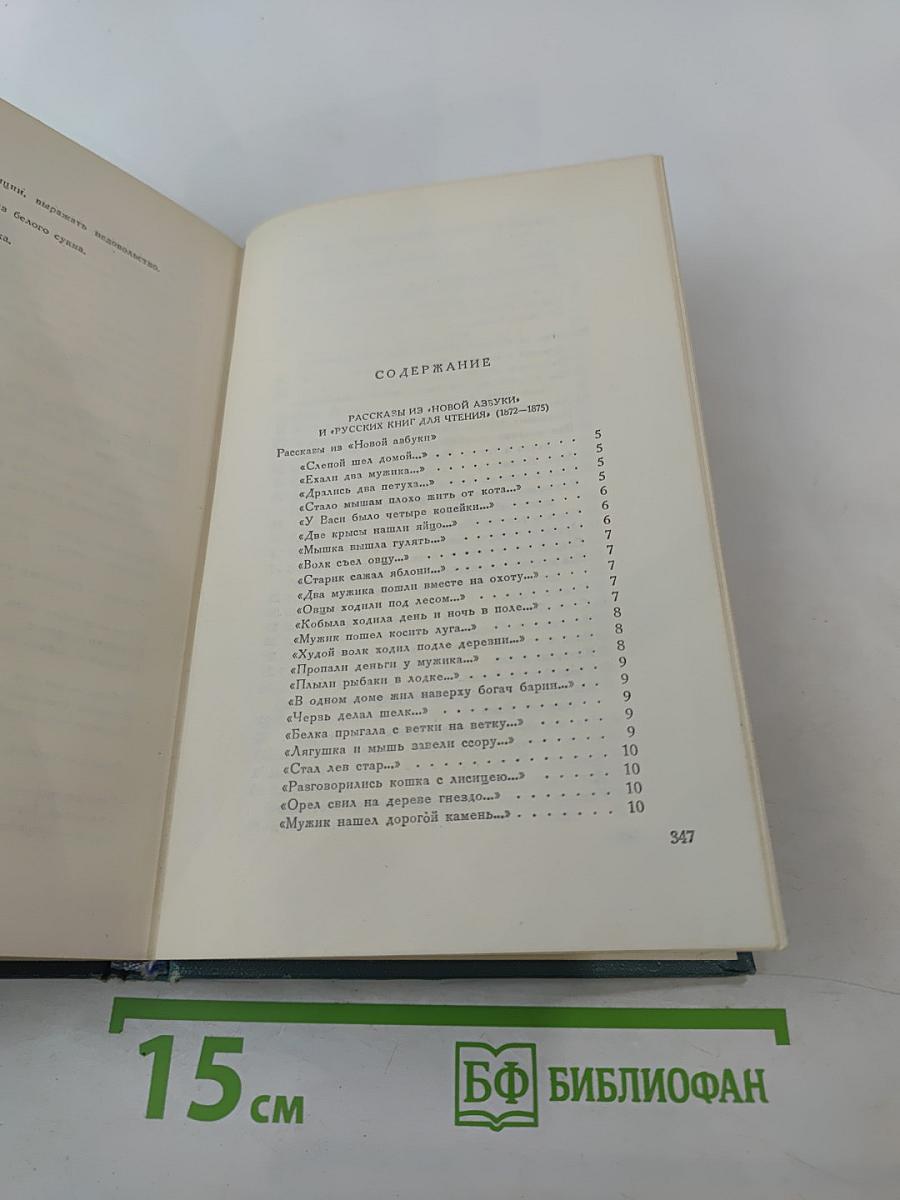 выражать недовольство.
белого сукна.
СОДЕРЖАНИЕ
РАССКАЗЫ ИЗ «НОВОЙ АЗБУКИ»
И «РУССКИХ КНИГ ДЛЯ ЧТЕНИЯ» (1872—1875)
Рассказы из «Новой азбуки»
«Слепой шел домой...» . . . . . . . . . . . . 5
«Ехали два мужика...» . . . . . . . . . . . . 5
«Дрались два петуха...» . . . . . . . . . . . . 5
«Стало мышам плохо жить от кота...» . . . . 5
«У Васи было четыре копейки...» . . . . . . 6
«Две крысы нашли яйцо...» . . . . . . . . . 6
«Мышка вышла гулять...» . . . . . . . . . . 6
«Волк съел овцу...» . . . . . . . . . . . . 7
«Старик сажал яблони...» . . . . . . . . . . 7
«Два мужика пошли вместе на охоту...» . . . . 7
«Овцы ходили под лесом...» . . . . . . . . . 7
«Кобыла ходила день и ночь в поле...» . . . . 7
«Мужик пошел косить луга...» . . . . . . . . 8
«Худой волк ходил подле деревни...» . . . . . 8
«Пропали деньги у мужика...» . . . . . . . . 8
«Плыли рыбаки в лодке...» . . . . . . . . . . 9
«В одном доме жил наверху богач барин...» . . 9
«Червь делал шелк...» . . . . . . . . . . . . 9
«Белка прыгала с ветки на ветку...» . . . . . 9
«Лягушка и мышь завели ссору...» . . . . . . 9
«Стал лев стар...» . . . . . . . . . . . . . 10
«Разговорились кошка с лисицею...» . . . . . 10
«Орел свил на дереве гнездо...» . . . . . . . 10
«Мужик нашел дорогой камень...» . . . . . . . 10
347
15 см
БФ БИБЛИОФАН